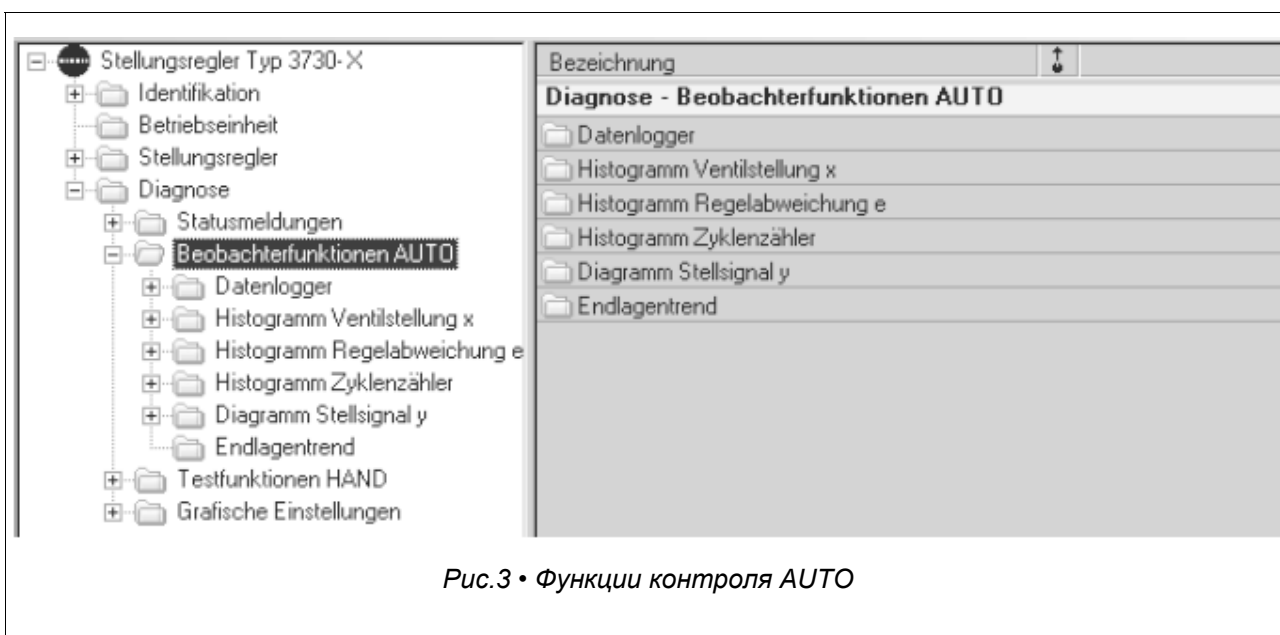 Stellungsregler Typ 3730-X
Identifikation
Betriebseinheit
Stellungsregler
Diagnose
Statusmeldungen
Beobachterfunktionen AUTO
Datenlogger
Histogramm Ventilstellung x
Histogramm Regelabweichung e
Histogramm Zyklenzähler
Diagramm Stellsignal y
Endlagentrend
Testfunktionen HAND
Grafische Einstellungen
Bezeichnung
Diagnose - Beobachterfunktionen AUTO
Datenlogger
Histogramm Ventilstellung x
Histogramm Regelabweichung e
Histogramm Zyklenzähler
Diagramm Stellsignal y
Endlagentrend
Рис.3 • Функции контроля AUTO